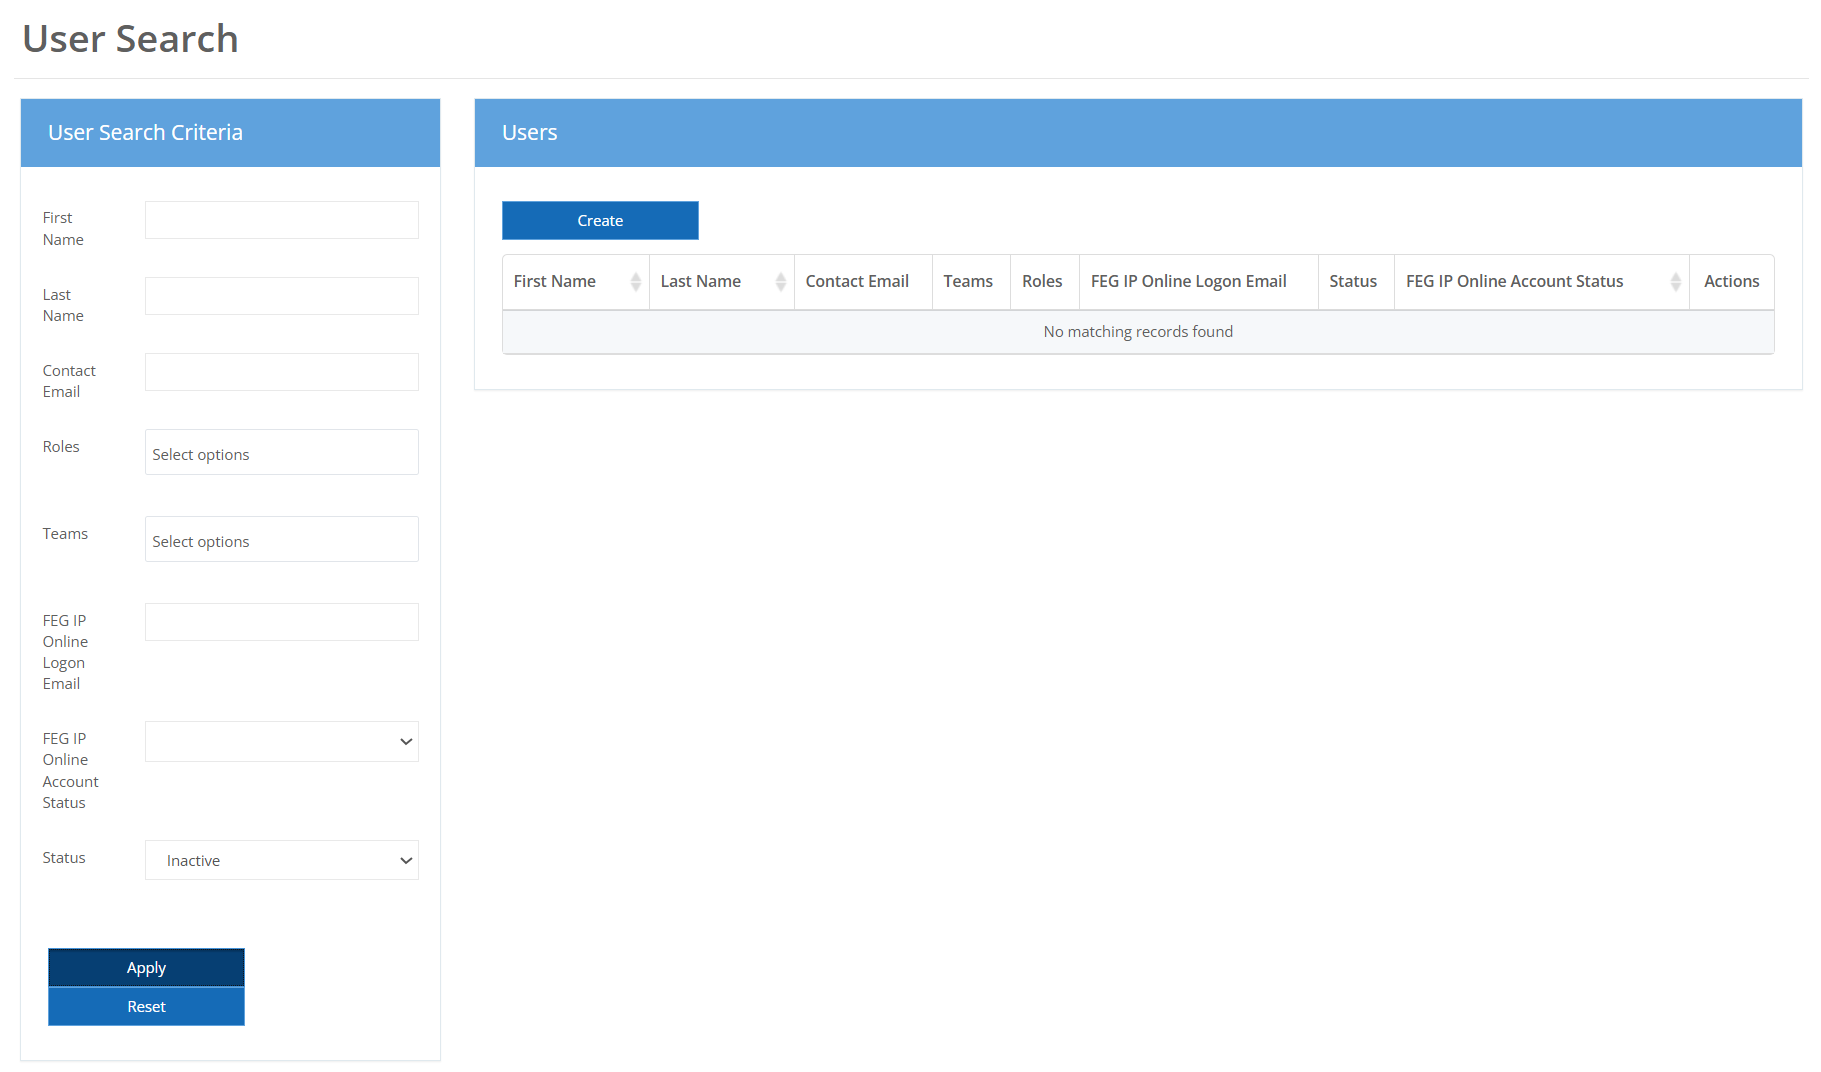 User Search
User Search Criteria
First
Name
Last
Name
Contact
Email
Roles
Select options
Teams
Select options
FEG IP
Online
Logon
Email
FEG IP
Online
Account
Status
Status
Inactive
Apply
Reset
Users
Create
First Name Last Name Contact Email Teams Roles FEG IP Online Logon Email Status FEG IP Online Account Status Actions
No matching records found